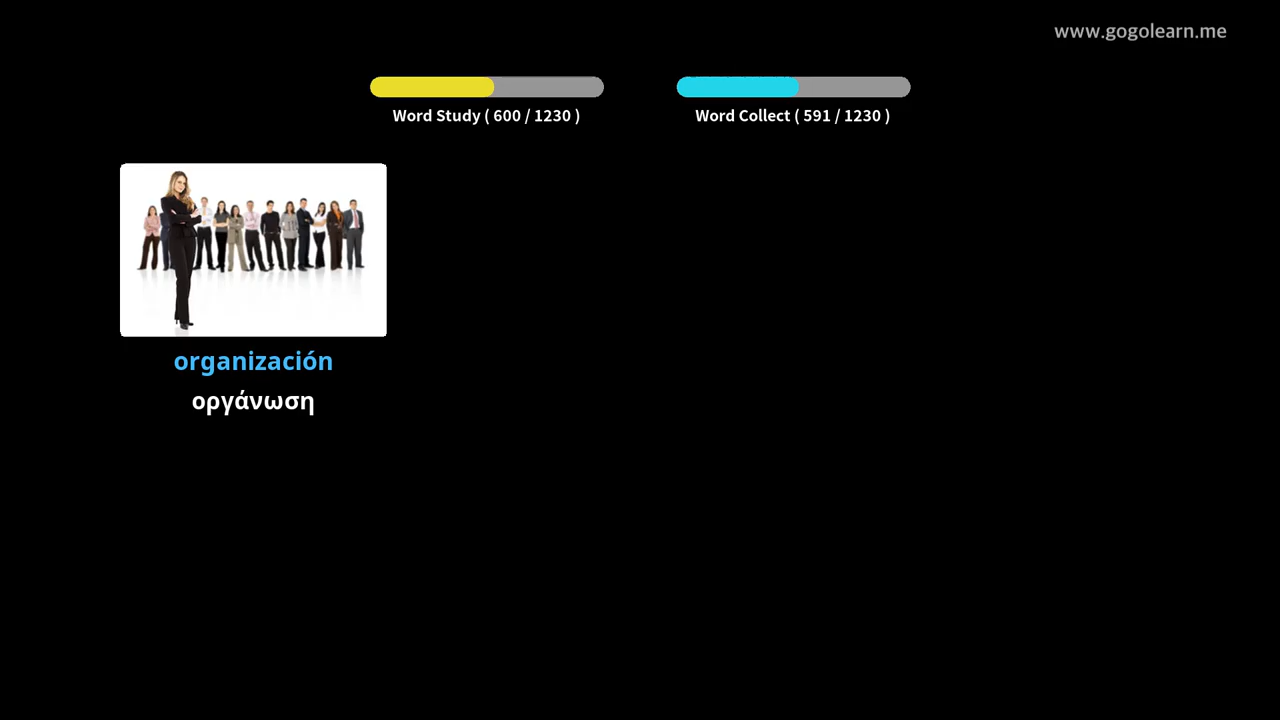 www.gogolearn.me
Word Study ( 600 / 1230 )
Word Collect ( 591 / 1230 )
organización
οργάνωση